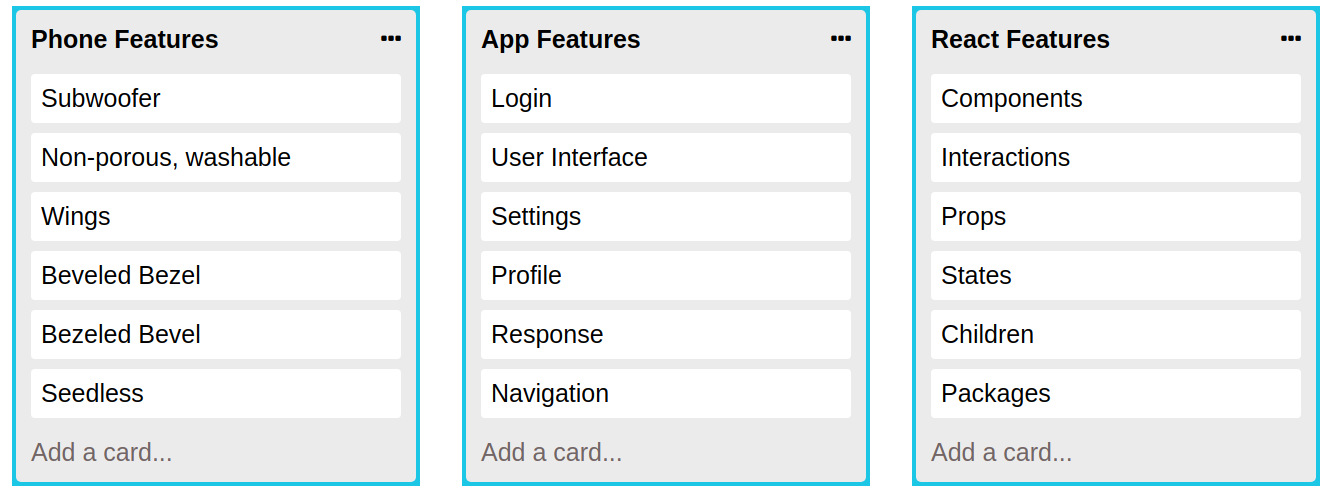 Phone Features
Subwoofer
Non-porous, washable
Wings
Beveled Bezel
Bezeled Bevel
Seedless
Add a card...
App Features
Login
User Interface
Settings
Profile
Response
Navigation
Add a card...
React Features
Components
Interactions
Props
States
Children
Packages
Add a card...